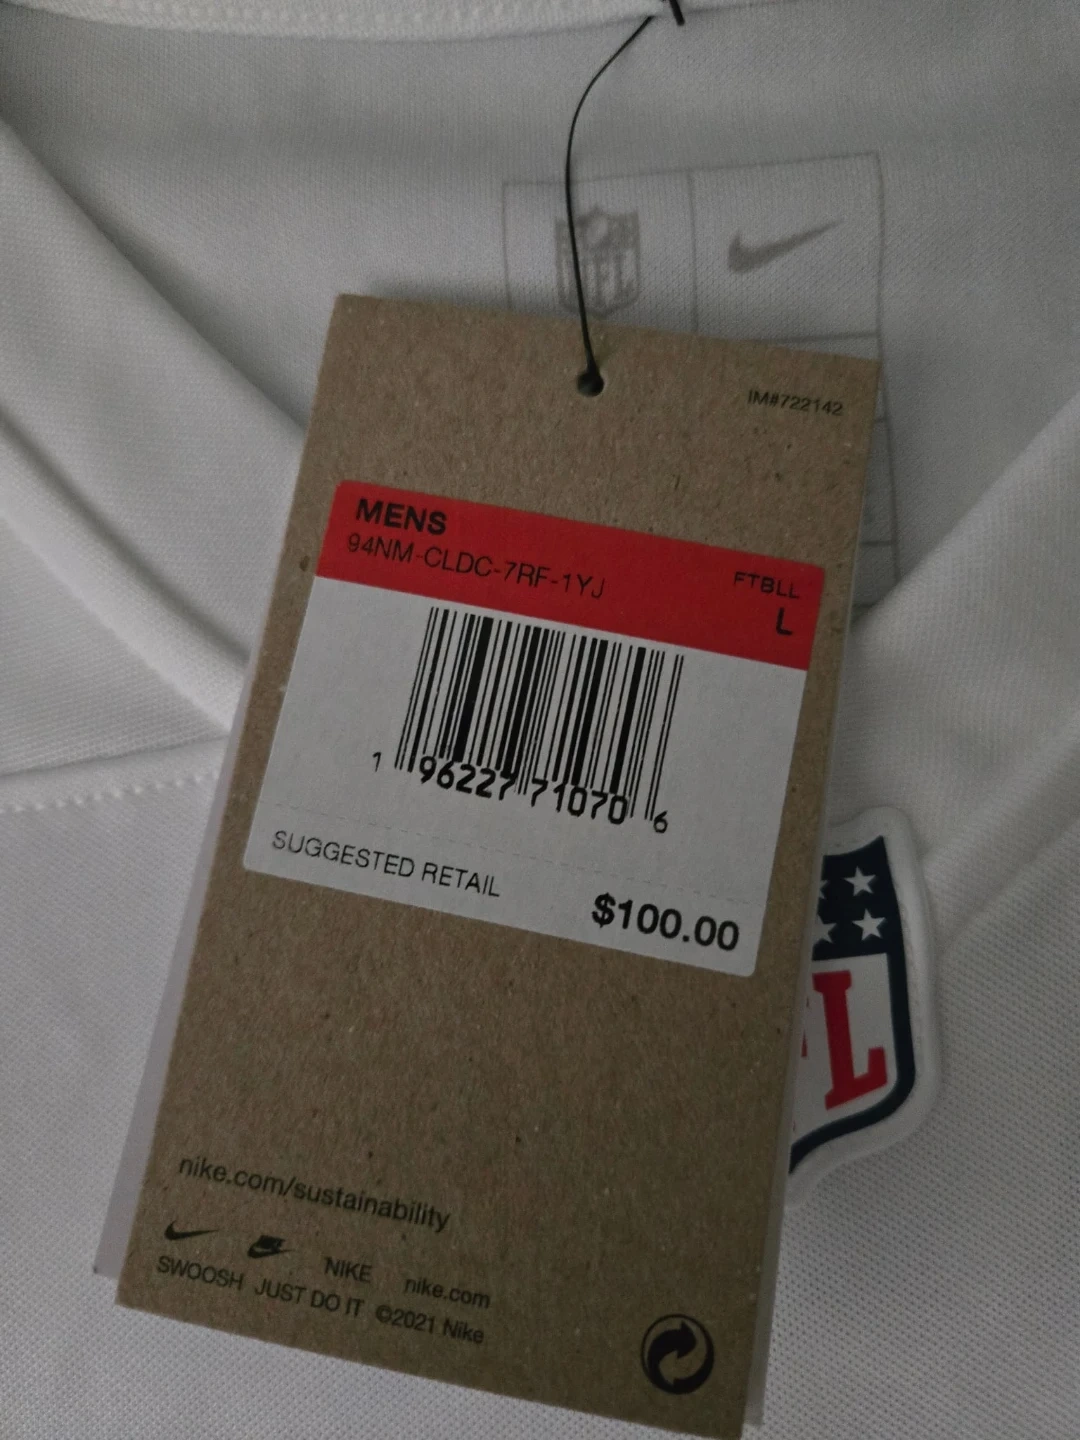 NFL
IM#722142
MENS
94NM-CLDC-7RF-1YJ
FTBLL
L
1 96227 71070 6
SUGGESTED RETAIL
$100.00
L
nike.com/sustainability
NIKE nike.com
SWOOSH JUST DO IT ©2021 Nike